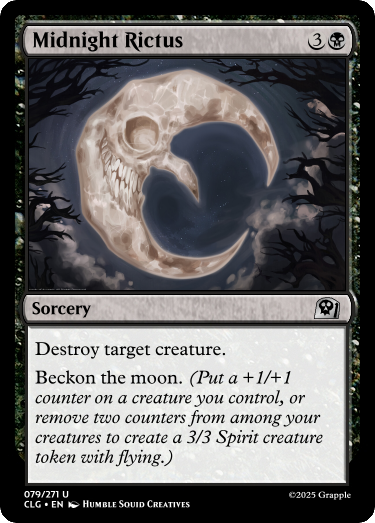 Midnight Rictus 3
Sorcery
Destroy target creature.
Beckon the moon. (Put a +1/+1
counter on a creature you control, or
remove two counters from among your
creatures to create a 3/3 Spirit creature
token with flying.)
079/271 U
CLG • EN Humble Squid Creatives
©2025 Grapple